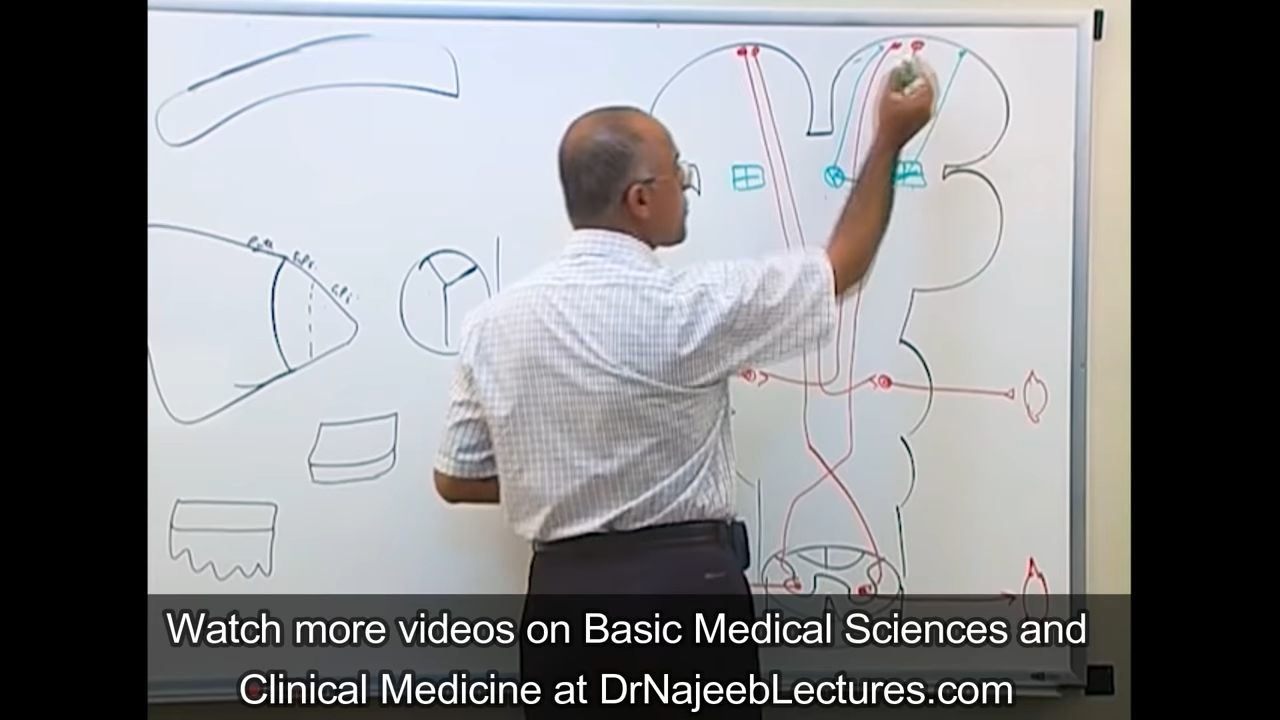 Watch more videos on Basic Medical Sciences and
Clinical Medicine at DrNajeebLectures.com